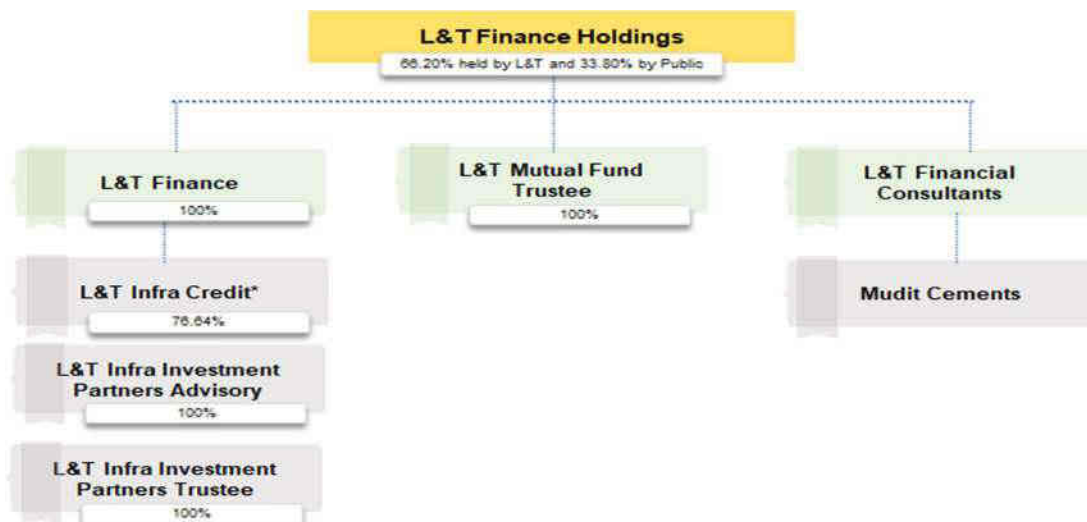 L&T Finance Holdings
66.20% held by L&T and 33.80% by Public
L&T Finance
100%
L&T Mutual Fund
Trustee
100%
L&T Financial
Consultants
L&T Infra Credit*
76.64%
Mudit Cements
L&T Infra Investment
Partners Advisory
100%
L&T Infra Investment
Partners Trustee
100%